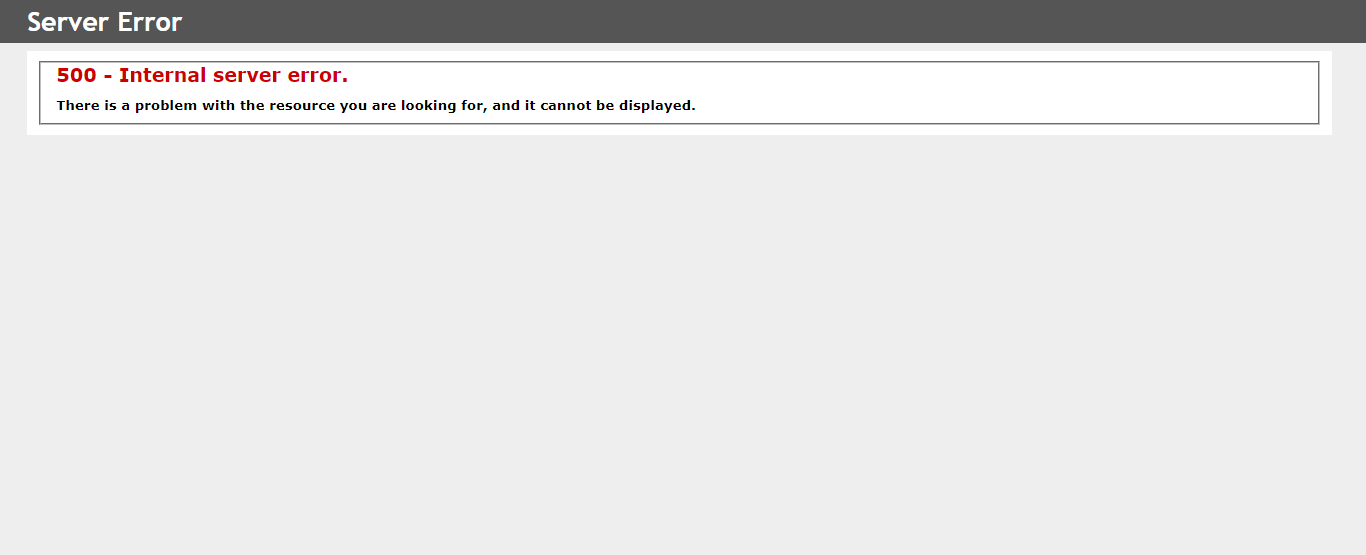 Server Error
500 - Internal server error.
There is a problem with the resource you are looking for, and it cannot be displayed.